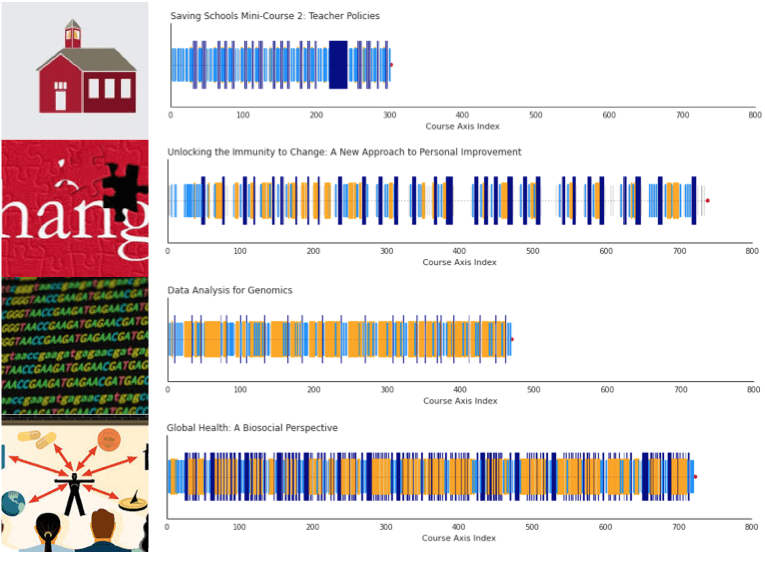 Saving Schools Mini-Course 2: Teacher Policies
0 100 200 300 400 500 600 700 800
Course Axis Index
Unlocking the Immunity to Change: A New Approach to Personal Improvement
hang
0 100 200 300 400 500 600 700 800
Course Axis Index
Data Analysis for Genomics
0 100 200 300 400 500 600 700 800
Course Axis Index
Global Health: A Biosocial Perspective
0 100 200 300 400 500 600 700 800
Course Axis Index